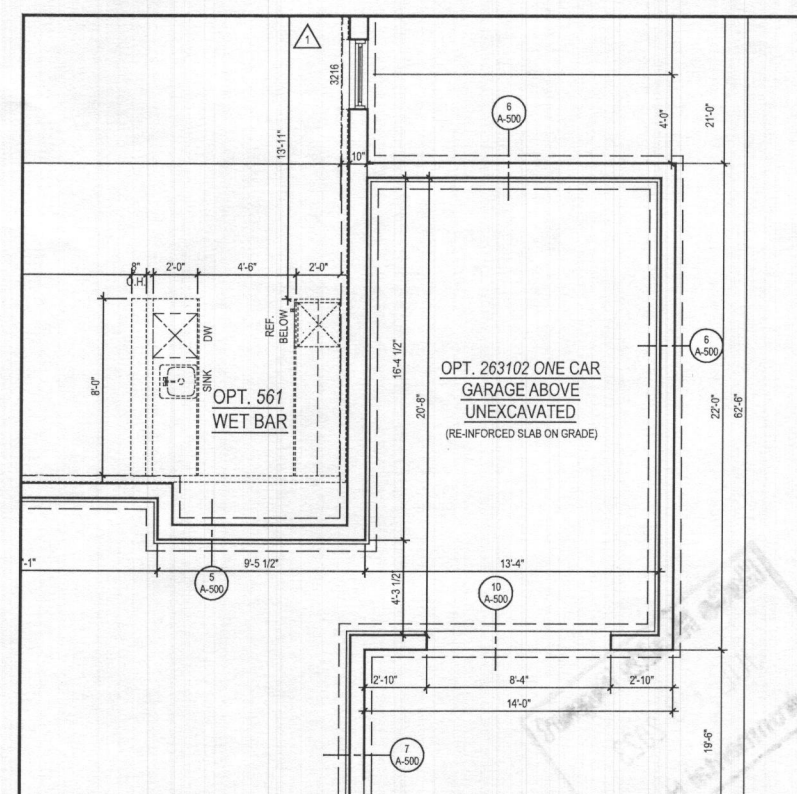 1
3216
10"
6
A-500
4'-0"
21'-0"
13'-11"
8"
O.H.
2'-0"
4'-6"
2'-0"
DW
REF.
BELOW
SINK
8'-0"
OPT. 561
WET BAR
16'-4 1/2"
20'-8"
OPT. 263102 ONE CAR
GARAGE ABOVE
UNEXCAVATED
(RE-INFORCED SLAB ON GRADE)
6
A-500
22'-0"
62'-6"
'-1"
9'-5 1/2"
13'-4"
5
A-500
4'-3 1/2"
10
A-500
2'-10"
8'-4"
2'-10"
14'-0"
7
A-500
19'-6"